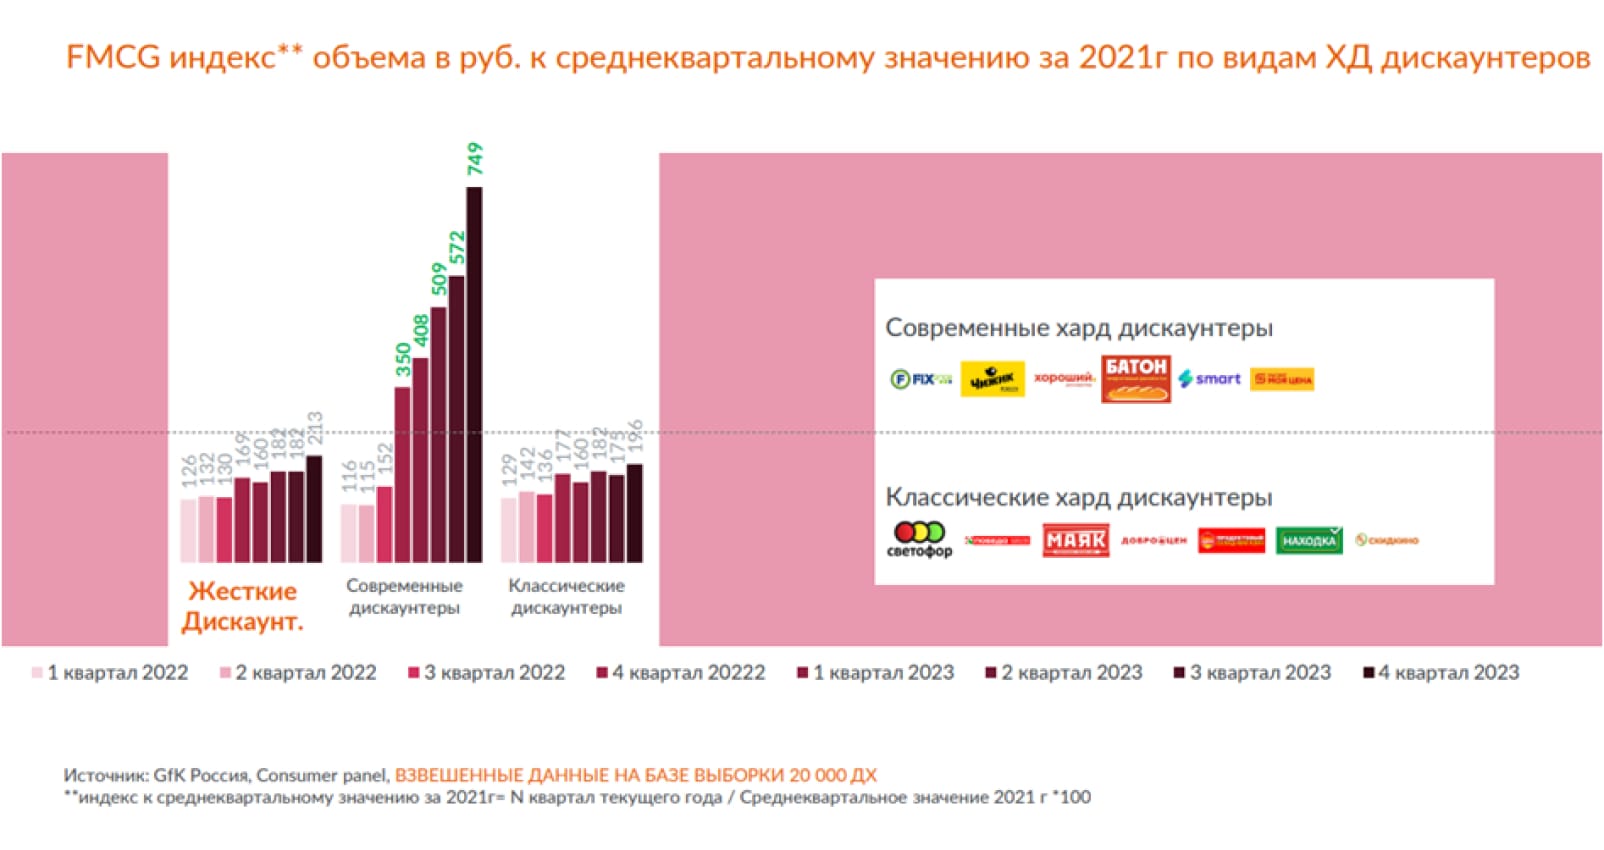 FMCG индекс** объема в руб. к среднеквартальному значению за 2021г по видам ХД дискаунтеров
126 132 130 169 160 182 182 213
116 115 152 350 408 509 572 749
129 142 136 177 160 182 175 196
Жесткие
Дискаунт.
Современные
дискаунтеры
Классические
дискаунтеры
Современные хард дискаунтеры
FIX
ЧИЖИК
хороший.
БАТОН
smart
МОЯ ЦЕНА
Классические хард дискаунтеры
светофор
ПОБЕДА
МАЯК
ДОБРОЦЕН
НАХОДКА
СКИДКИНО
1 квартал 2022 2 квартал 2022 3 квартал 2022 4 квартал 20222 1 квартал 2023 2 квартал 2023 3 квартал 2023 4 квартал 2023
Источник: GfK Россия, Consumer panel, ВЗВЕШЕННЫЕ ДАННЫЕ НА БАЗЕ ВЫБОРКИ 20 000 ДХ
**индекс к среднеквартальному значению за 2021г= N квартал текущего года / Среднеквартальное значение 2021 г *100